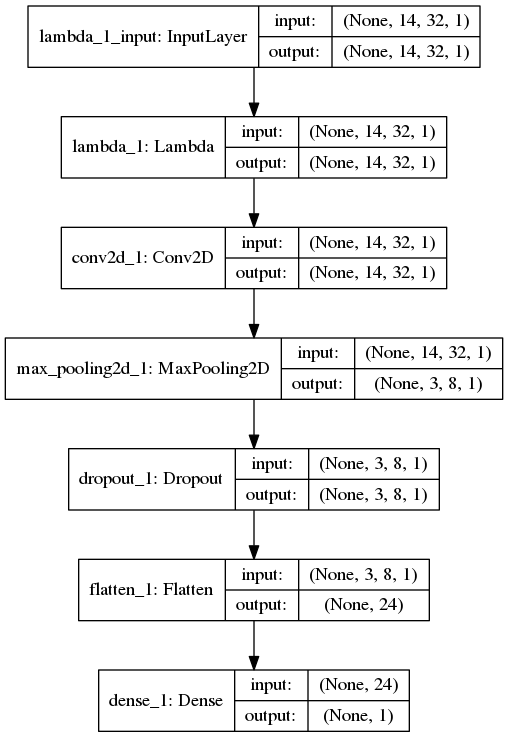 lambda_1_input: InputLayer
input: (None, 14, 32, 1)
output: (None, 14, 32, 1)
lambda_1: Lambda
input: (None, 14, 32, 1)
output: (None, 14, 32, 1)
conv2d_1: Conv2D
input: (None, 14, 32, 1)
output: (None, 14, 32, 1)
max_pooling2d_1: MaxPooling2D
input: (None, 14, 32, 1)
output: (None, 3, 8, 1)
dropout_1: Dropout
input: (None, 3, 8, 1)
output: (None, 3, 8, 1)
flatten_1: Flatten
input: (None, 3, 8, 1)
output: (None, 24)
dense_1: Dense
input: (None, 24)
output: (None, 1)